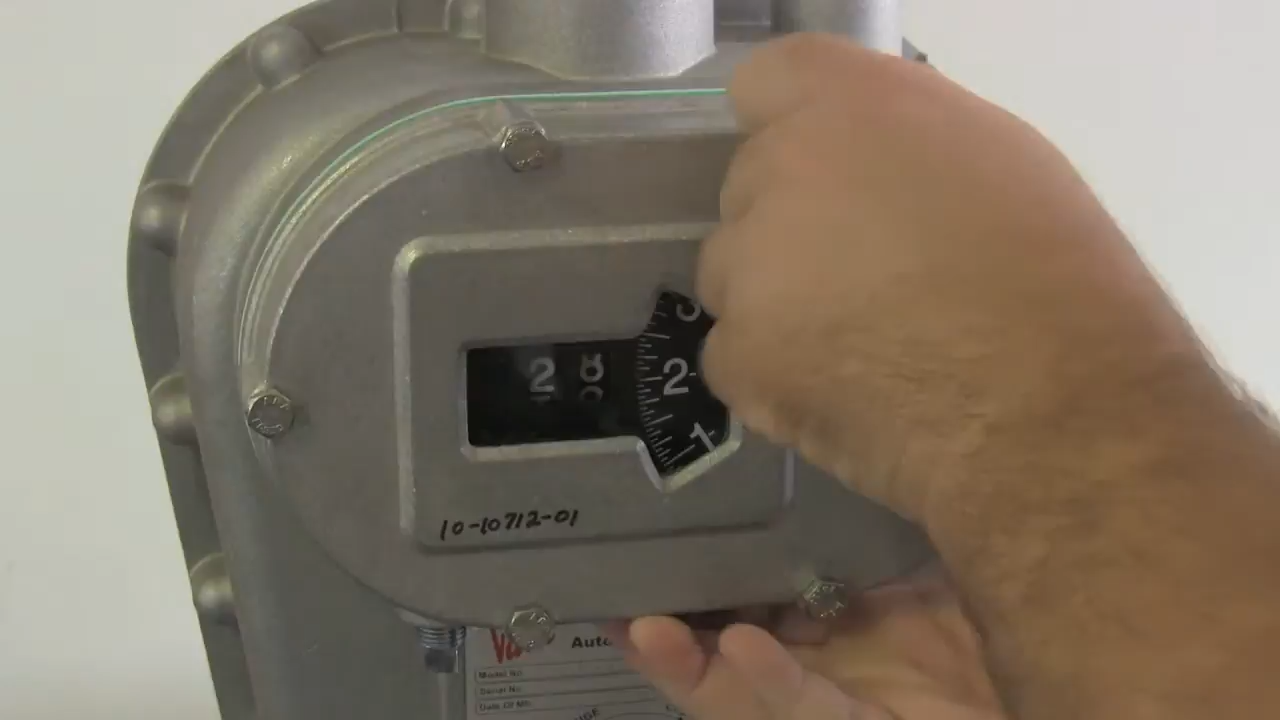 3
2 8 2
1
10-10712-01
Auto
Model No.
Serial No.
Date Of Mfr.